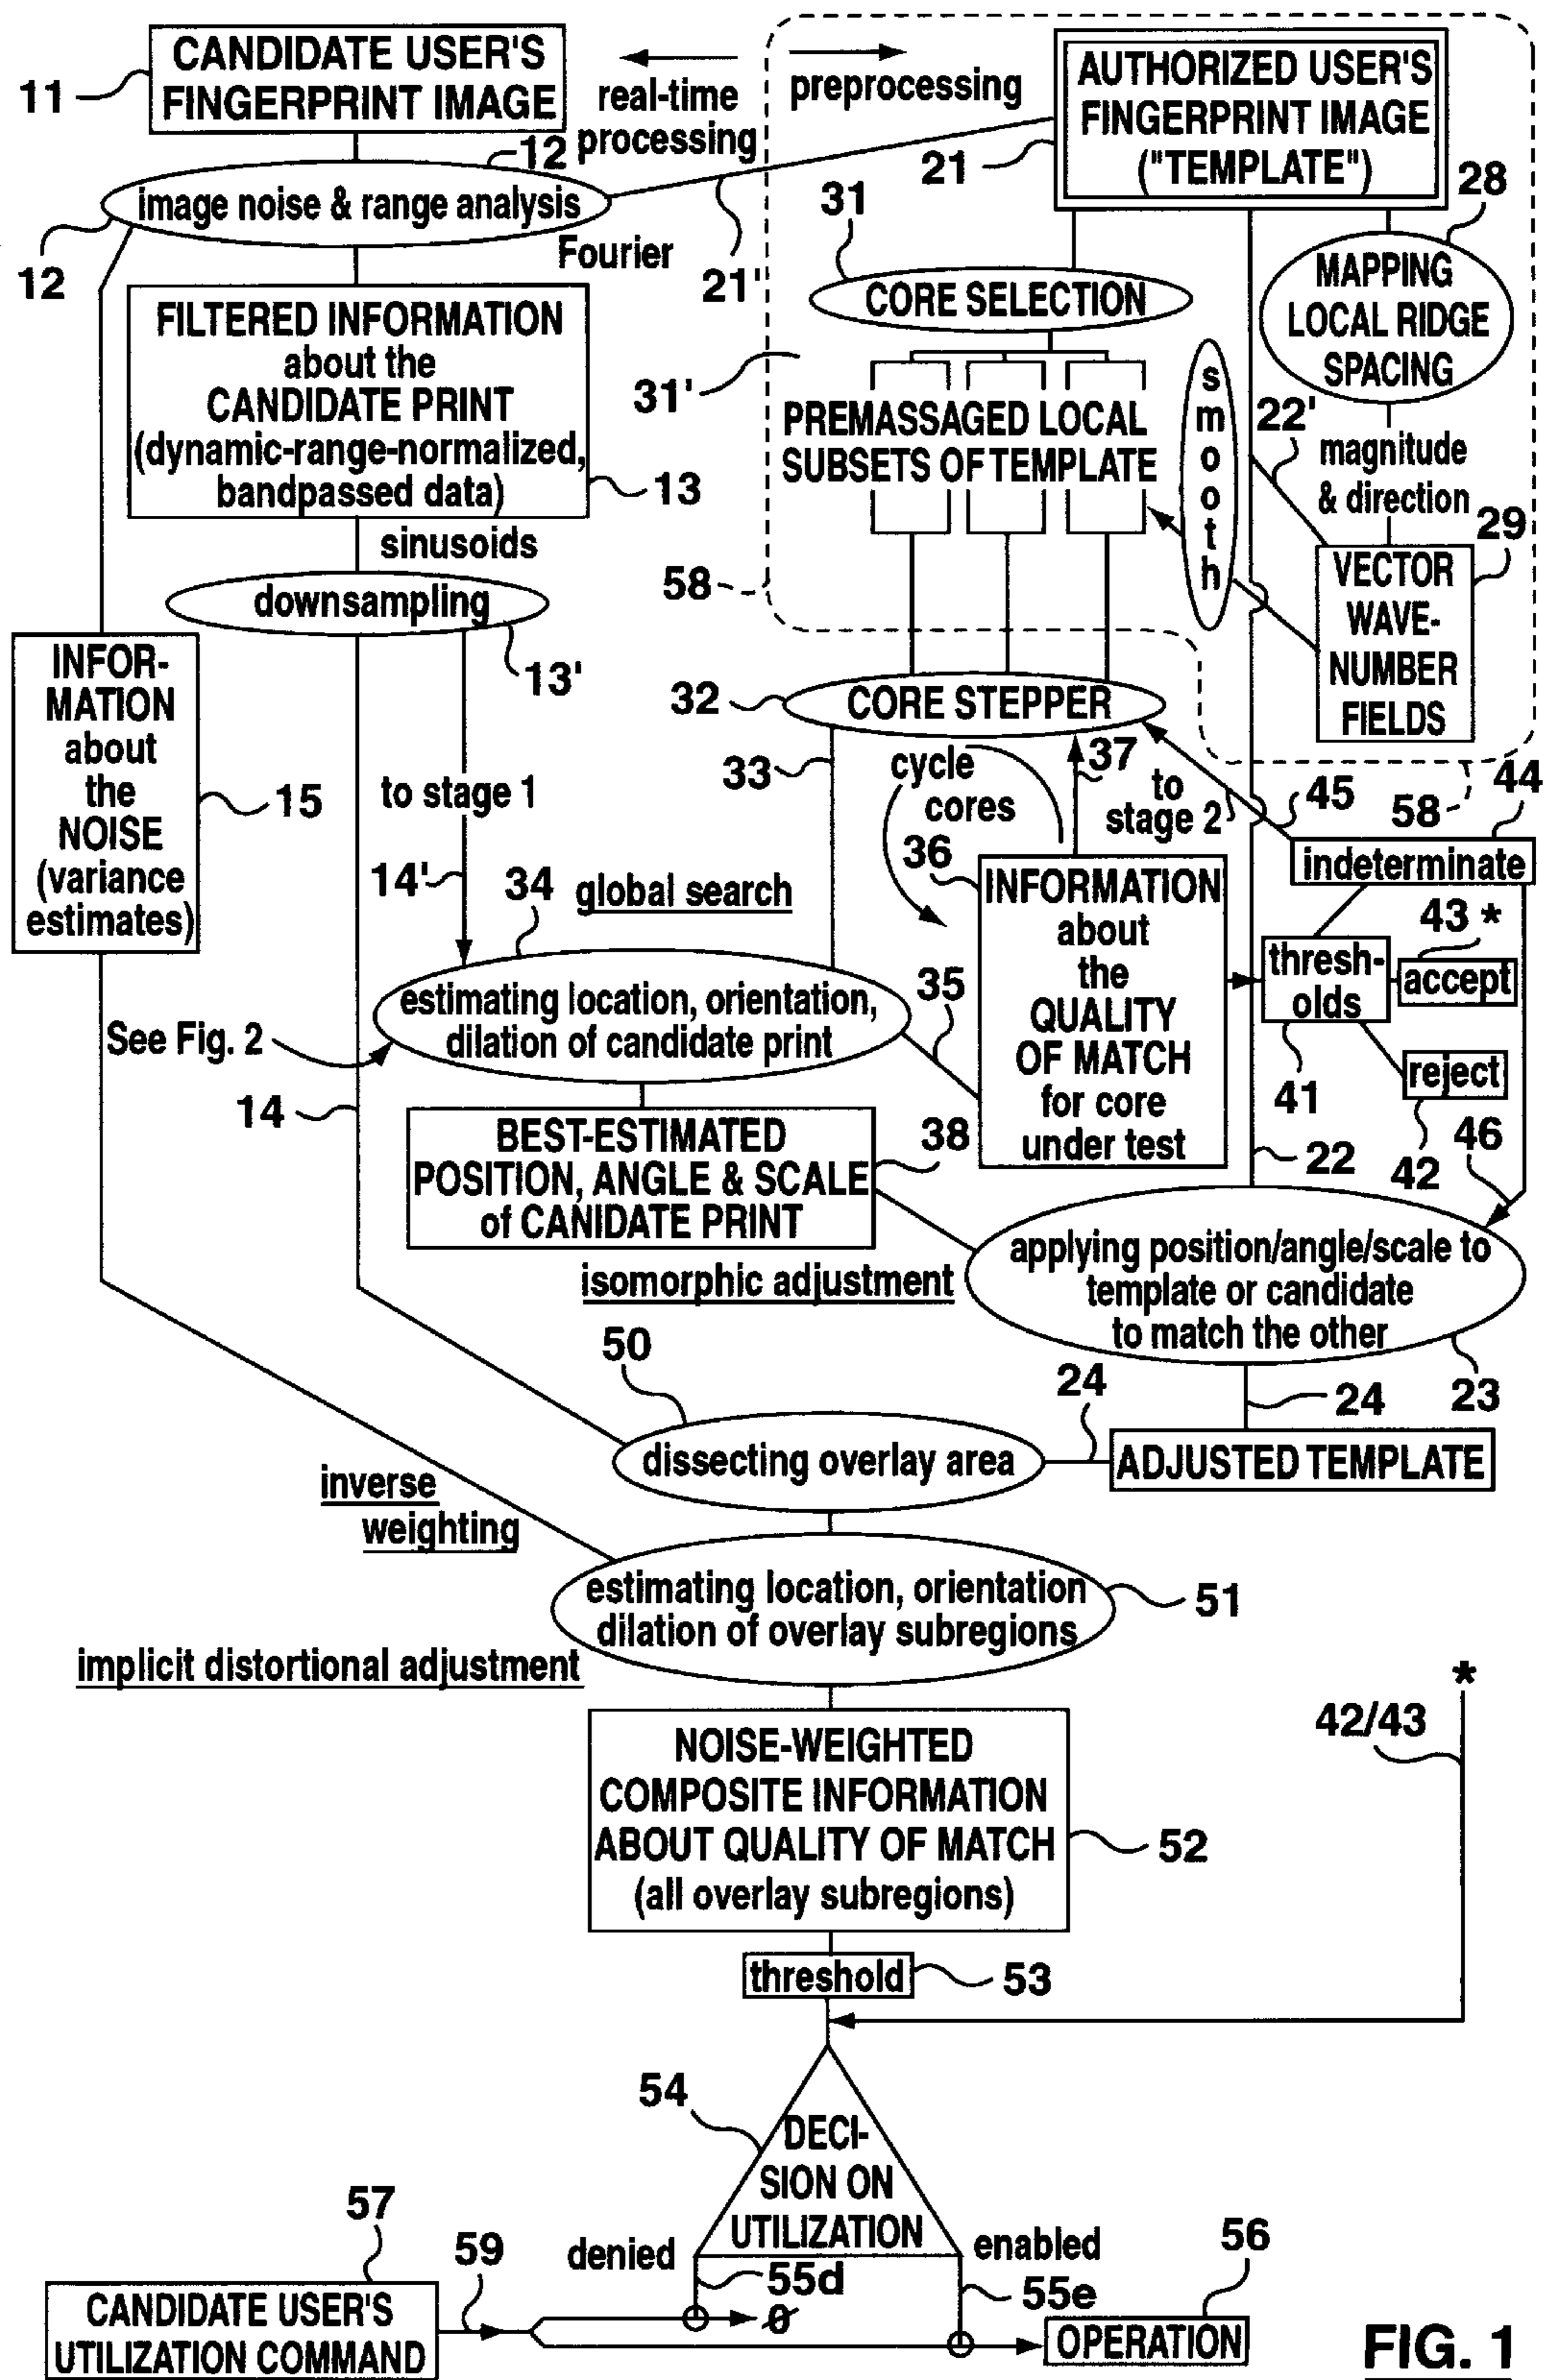 CANDIDATE USER'S
FINGERPRINT IMAGE
11
real-time
processing
preprocessing
AUTHORIZED USER'S
FINGERPRINT IMAGE
("TEMPLATE")
21
12
image noise & range analysis
12
Fourier
21'
31
28
CORE SELECTION
MAPPING
LOCAL RIDGE
SPACING
FILTERED INFORMATION
about the
CANDIDATE PRINT
(dynamic-range-normalized,
bandpassed data)
13
31'
PREMASSAGED LOCAL
SUBSETS OF TEMPLATE
smoth
22'
magnitude
& direction
29
VECTOR
WAVE-
NUMBER
FIELDS
sinusoids
downsampling
13'
58
INFOR-
MATION
about
the
NOISE
(variance
estimates)
15
32
CORE STEPPER
33
cycle
cores
37
to
stage 2
45
58
44
to stage 1
14'
34
global search
36
INFORMATION
about
the
QUALITY
OF MATCH
for core
under test
indeterminate
43 *
thresh-
olds
accept
41
reject
42
46
35
estimating location, orientation,
dilation of candidate print
See Fig. 2
14
BEST-ESTIMATED
POSITION, ANGLE & SCALE
of CANIDATE PRINT
38
22
isomorphic adjustment
applying position/angle/scale to
template or candidate
to match the other
23
50
24
24
dissecting overlay area
ADJUSTED TEMPLATE
inverse
weighting
estimating location, orientation
dilation of overlay subregions
51
implicit distortional adjustment
*
42/43
NOISE-WEIGHTED
COMPOSITE INFORMATION
ABOUT QUALITY OF MATCH
(all overlay subregions)
52
threshold
53
54
DECI-
SION ON
UTILIZATION
57
59
denied
enabled
56
55d
55e
0
CANDIDATE USER'S
UTILIZATION COMMAND
OPERATION
FIG. 1